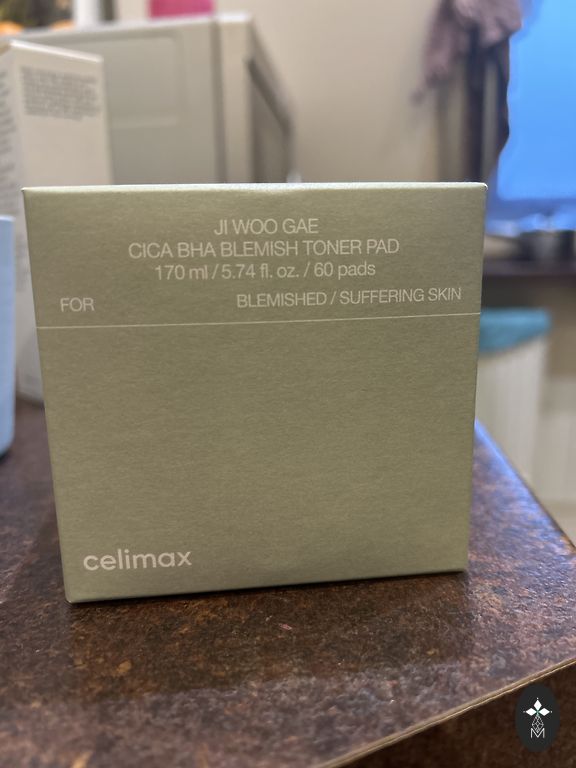 JI WOO GAE
CICA BHA BLEMISH TONER PAD
170 ml / 5.74 fl. oz. / 60 pads
FOR BLEMISHED / SUFFERING SKIN
celimax
M